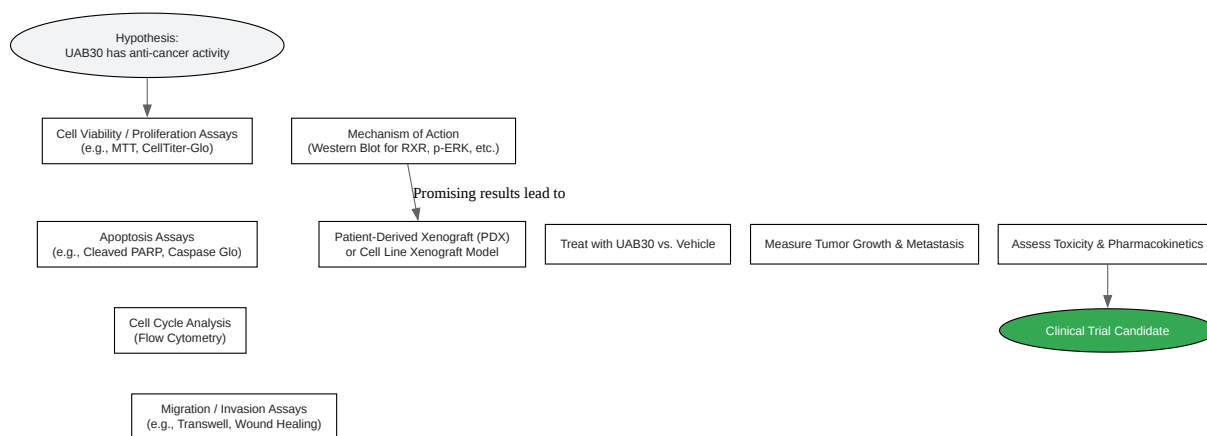 Hypothesis:
UAB30 has anti-cancer activity
Cell Viability / Proliferation Assays
(e.g., MTT, CellTiter-Glo)
Mechanism of Action
(Western Blot for RXR, p-ERK, etc.)
Promising results lead to
Apoptosis Assays
(e.g., Cleaved PARP, Caspase Glo)
Patient-Derived Xenograft (PDX)
or Cell Line Xenograft Model
Treat with UAB30 vs. Vehicle
Measure Tumor Growth & Metastasis
Assess Toxicity & Pharmacokinetics
Cell Cycle Analysis
(Flow Cytometry)
Clinical Trial Candidate
Migration / Invasion Assays
(e.g., Transwell, Wound Healing)